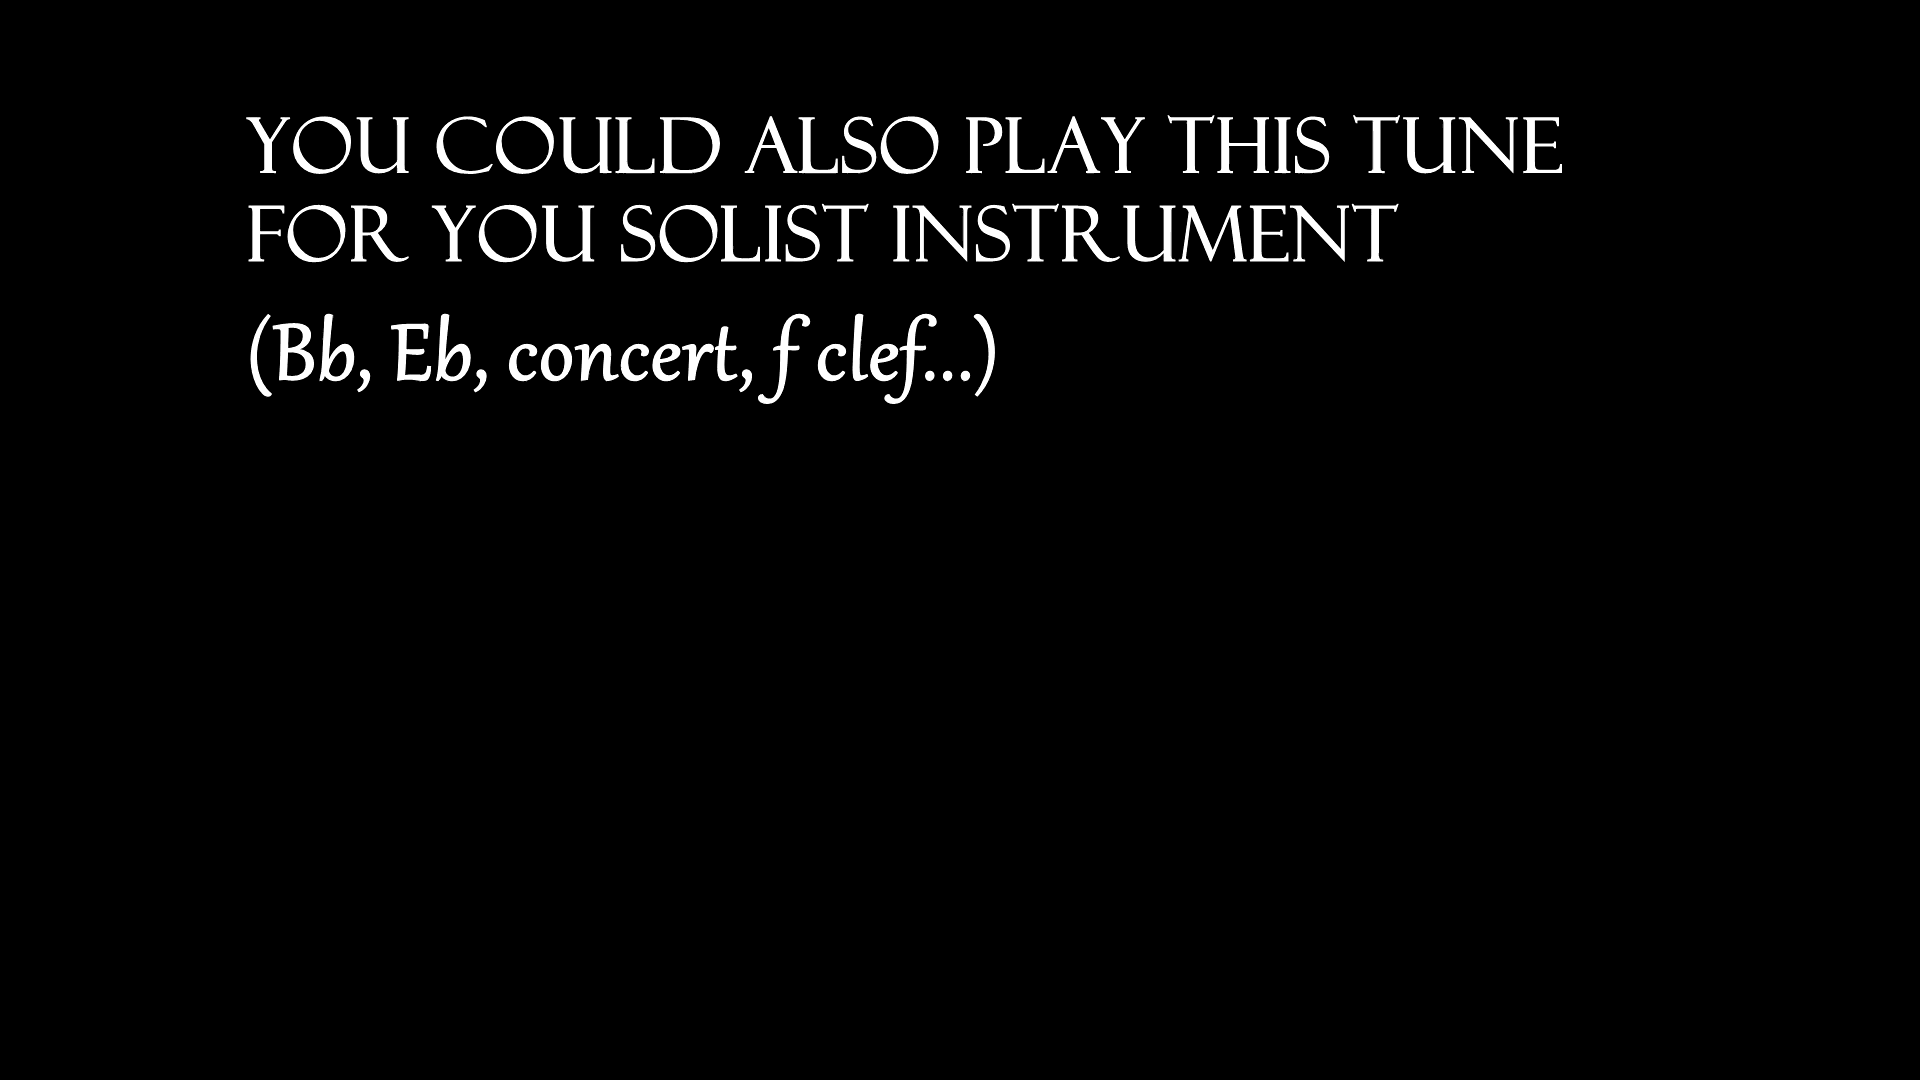 YOU COULD ALSO PLAY THIS TUNE
FOR YOU SOLIST INSTRUMENT
(Bb, Eb, concert, f clef...)